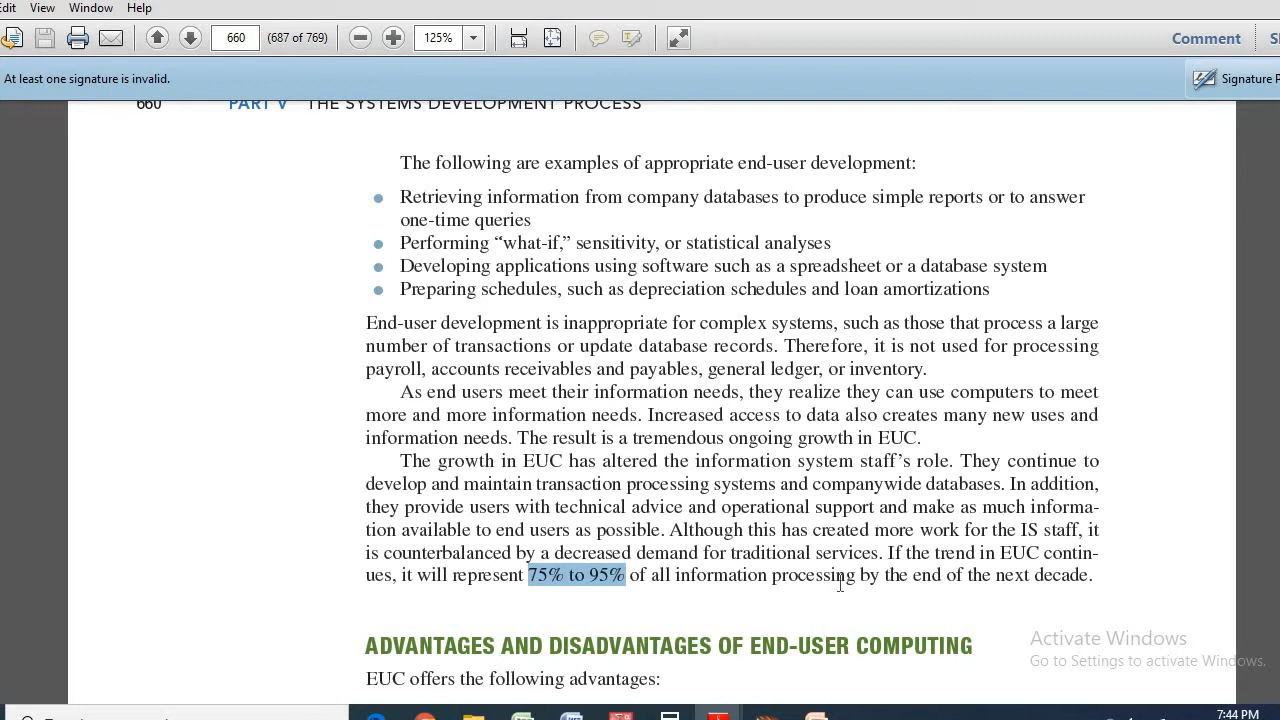 Edit View Window Help
660 (687 of 769) 125% Comment
At least one signature is invalid. Signature P
660 PART V THE SYSTEMS DEVELOPMENT PROCESS
The following are examples of appropriate end-user development:
Retrieving information from company databases to produce simple reports or to answer
one-time queries
Performing “what-if,” sensitivity, or statistical analyses
Developing applications using software such as a spreadsheet or a database system
Preparing schedules, such as depreciation schedules and loan amortizations
End-user development is inappropriate for complex systems, such as those that process a large
number of transactions or update database records. Therefore, it is not used for processing
payroll, accounts receivables and payables, general ledger, or inventory.
As end users meet their information needs, they realize they can use computers to meet
more and more information needs. Increased access to data also creates many new uses and
information needs. The result is a tremendous ongoing growth in EUC.
The growth in EUC has altered the information system staff’s role. They continue to
develop and maintain transaction processing systems and companywide databases. In addition,
they provide users with technical advice and operational support and make as much informa-
tion available to end users as possible. Although this has created more work for the IS staff, it
is counterbalanced by a decreased demand for traditional services. If the trend in EUC contin-
ues, it will represent 75% to 95% of all information processing by the end of the next decade.
ADVANTAGES AND DISADVANTAGES OF END-USER COMPUTING
Activate Windows
Go to Settings to activate Windows.
EUC offers the following advantages:
7:44 PM